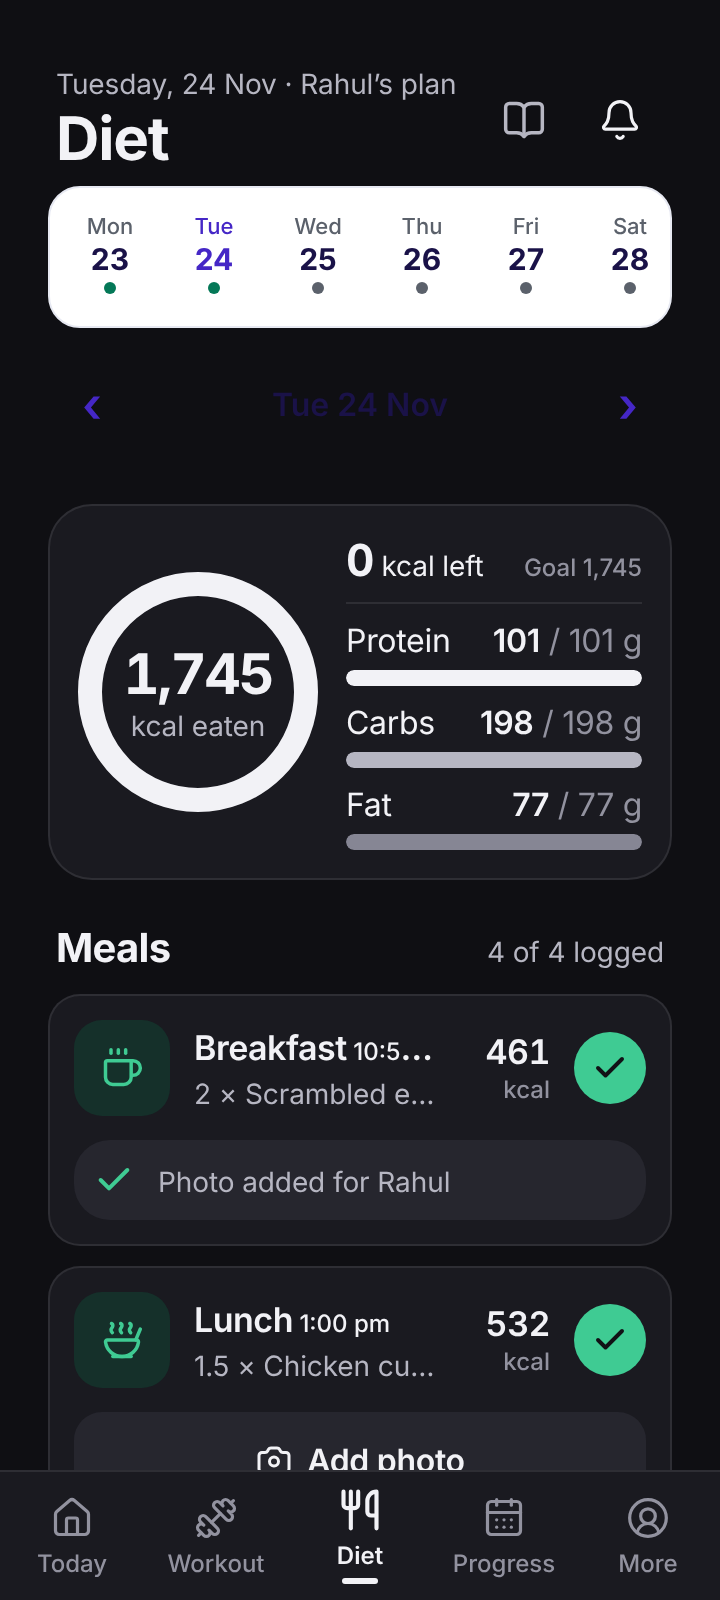 Tuesday, 24 Nov · Rahul’s plan
Diet
Mon Tue Wed Thu Fri Sat
23 24 25 26 27 28
‹ Tue 24 Nov ›
0 kcal left Goal 1,745
1,745
kcal eaten
Protein 101 / 101 g
Carbs 198 / 198 g
Fat 77 / 77 g
Meals 4 of 4 logged
Breakfast 10:5...
2 × Scrambled e...
461
kcal
Photo added for Rahul
Lunch 1:00 pm
1.5 × Chicken cu...
532
kcal
Add photo
Today Workout Diet Progress More